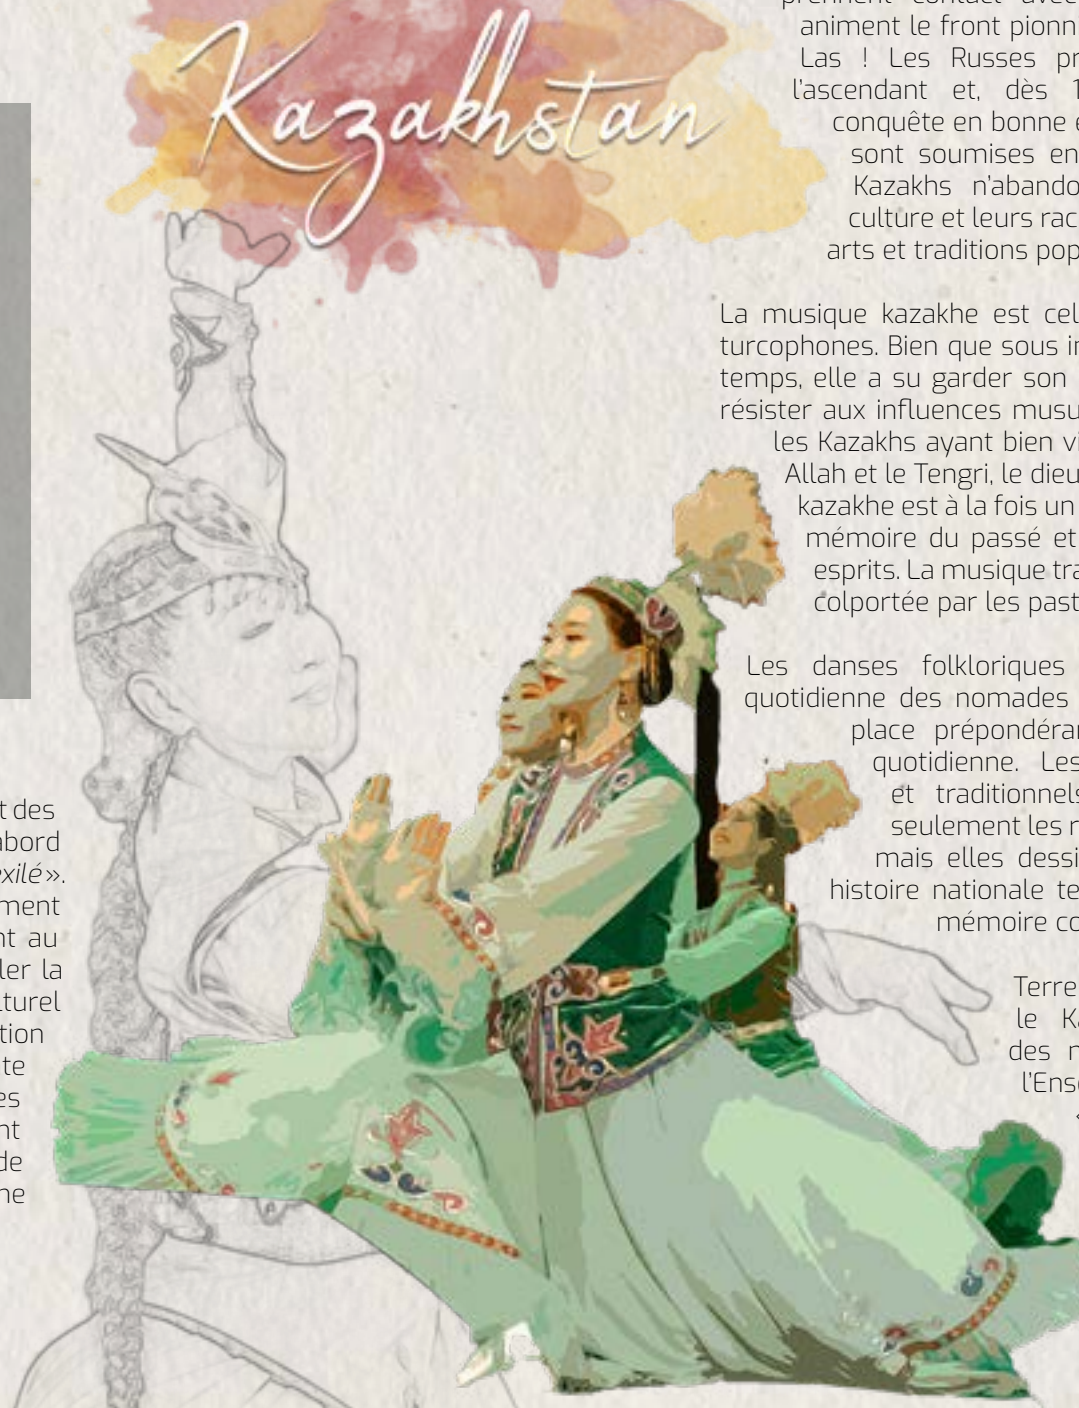 Kazakhstan
t des
abord
exilé».
ment
nt au
ler la
lturel
tion
te
es
nt
de
ne
prennent contact avec
animent le front pionn
Las ! Les Russes pr
l'ascendant et, dès 1
conquête en bonne e
sont soumises en
Kazakhs n'abando
culture et leurs rac
arts et traditions pop
La musique kazakhe est cel
turcophones. Bien que sous in
temps, elle a su garder son
résister aux influences musu
les Kazakhs ayant bien vi
Allah et le Tengri, le dieu
kazakhe est à la fois un
mémoire du passé et
esprits. La musique tra
colportée par les past
Les danses folkloriques
quotidienne des nomades
place prépondéra
quotidienne. Les
et traditionnels
seulement les r
mais elles dessi
histoire nationale te
mémoire co
Terre
le Ka
des n
l'Ense
«